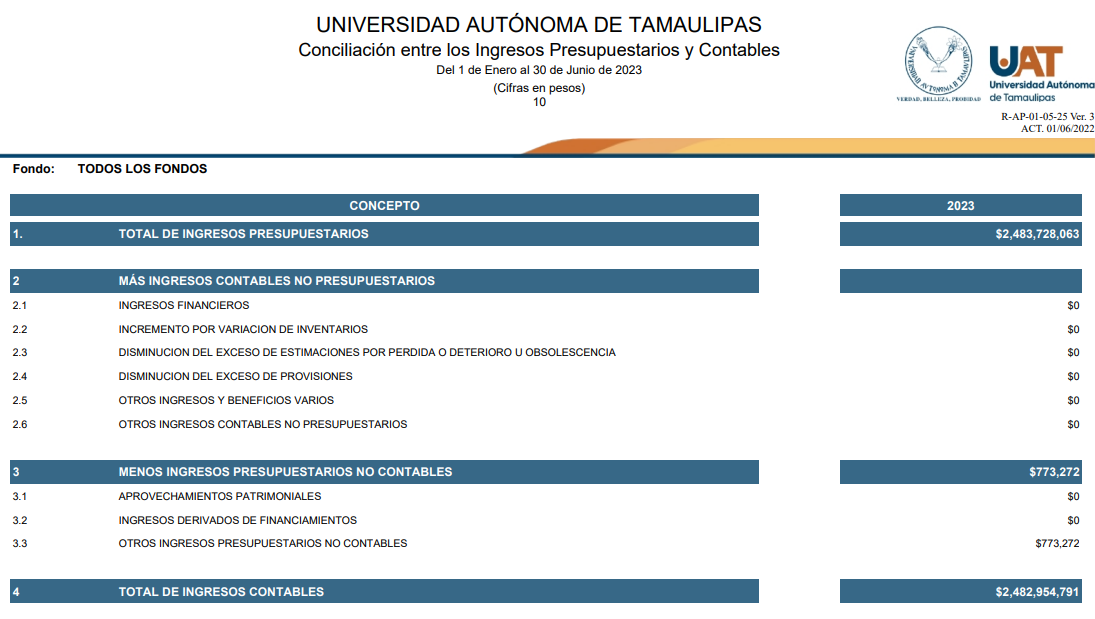 UNIVERSIDAD AUTÓNOMA DE TAMAULIPAS
Conciliación entre los Ingresos Presupuestarios y Contables
Del 1 de Enero al 30 de Junio de 2023
(Cifras en pesos)
10
UNIVERSIDAD AUTONOMA DE TAMAULIPAS
VERDAD, BELLEZA, PROBIDAD
UAT
Universidad Autónoma
de Tamaulipas
R-AP-01-05-25 Ver. 3
ACT. 01/06/2022
Fondo: TODOS LOS FONDOS
CONCEPTO 2023
1. TOTAL DE INGRESOS PRESUPUESTARIOS $2,483,728,063
2 MÁS INGRESOS CONTABLES NO PRESUPUESTARIOS
2.1 INGRESOS FINANCIEROS $0
2.2 INCREMENTO POR VARIACION DE INVENTARIOS $0
2.3 DISMINUCION DEL EXCESO DE ESTIMACIONES POR PERDIDA O DETERIORO U OBSOLESCENCIA $0
2.4 DISMINUCION DEL EXCESO DE PROVISIONES $0
2.5 OTROS INGRESOS Y BENEFICIOS VARIOS $0
2.6 OTROS INGRESOS CONTABLES NO PRESUPUESTARIOS $0
3 MENOS INGRESOS PRESUPUESTARIOS NO CONTABLES $773,272
3.1 APROVECHAMIENTOS PATRIMONIALES $0
3.2 INGRESOS DERIVADOS DE FINANCIAMIENTOS $0
3.3 OTROS INGRESOS PRESUPUESTARIOS NO CONTABLES $773,272
4 TOTAL DE INGRESOS CONTABLES $2,482,954,791